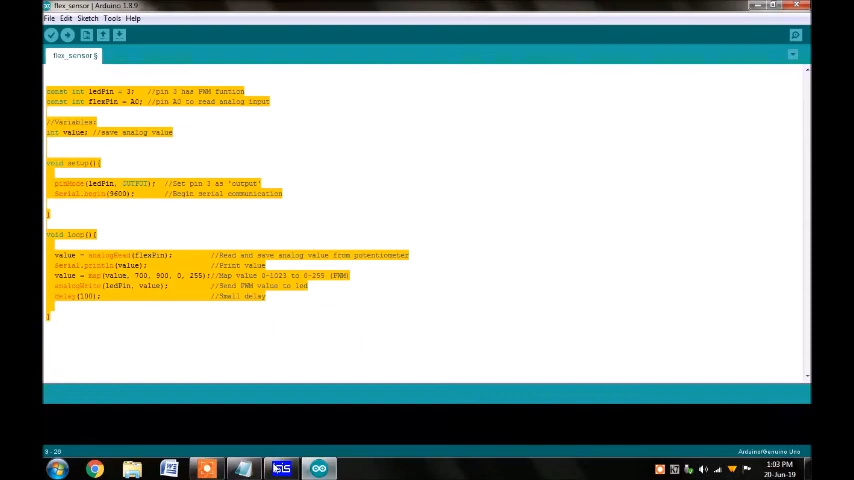 flex_sensor | Arduino 1.8.9
File Edit Sketch Tools Help
flex_sensor §
const int ledPin = 3; //pin 3 has PWM funtion
const int flexPin = A0; //pin A0 to read analog input
//Variables:
int value; //save analog value
void setup(){
pinMode(ledPin, OUTPUT); //Set pin 3 as 'output'
Serial.begin(9600); //Begin serial communication
}
void loop(){
value = analogRead(flexPin); //Read and save analog value from potentiometer
Serial.println(value); //Print value
value = map(value, 700, 900, 0, 255);//Map value 0-1023 to 0-255 (PWM)
analogWrite(ledPin, value); //Send PWM value to led
delay(100); //Small delay
}
3 - 20
Arduino/Genuino Uno
1:03 PM
20-Jun-19